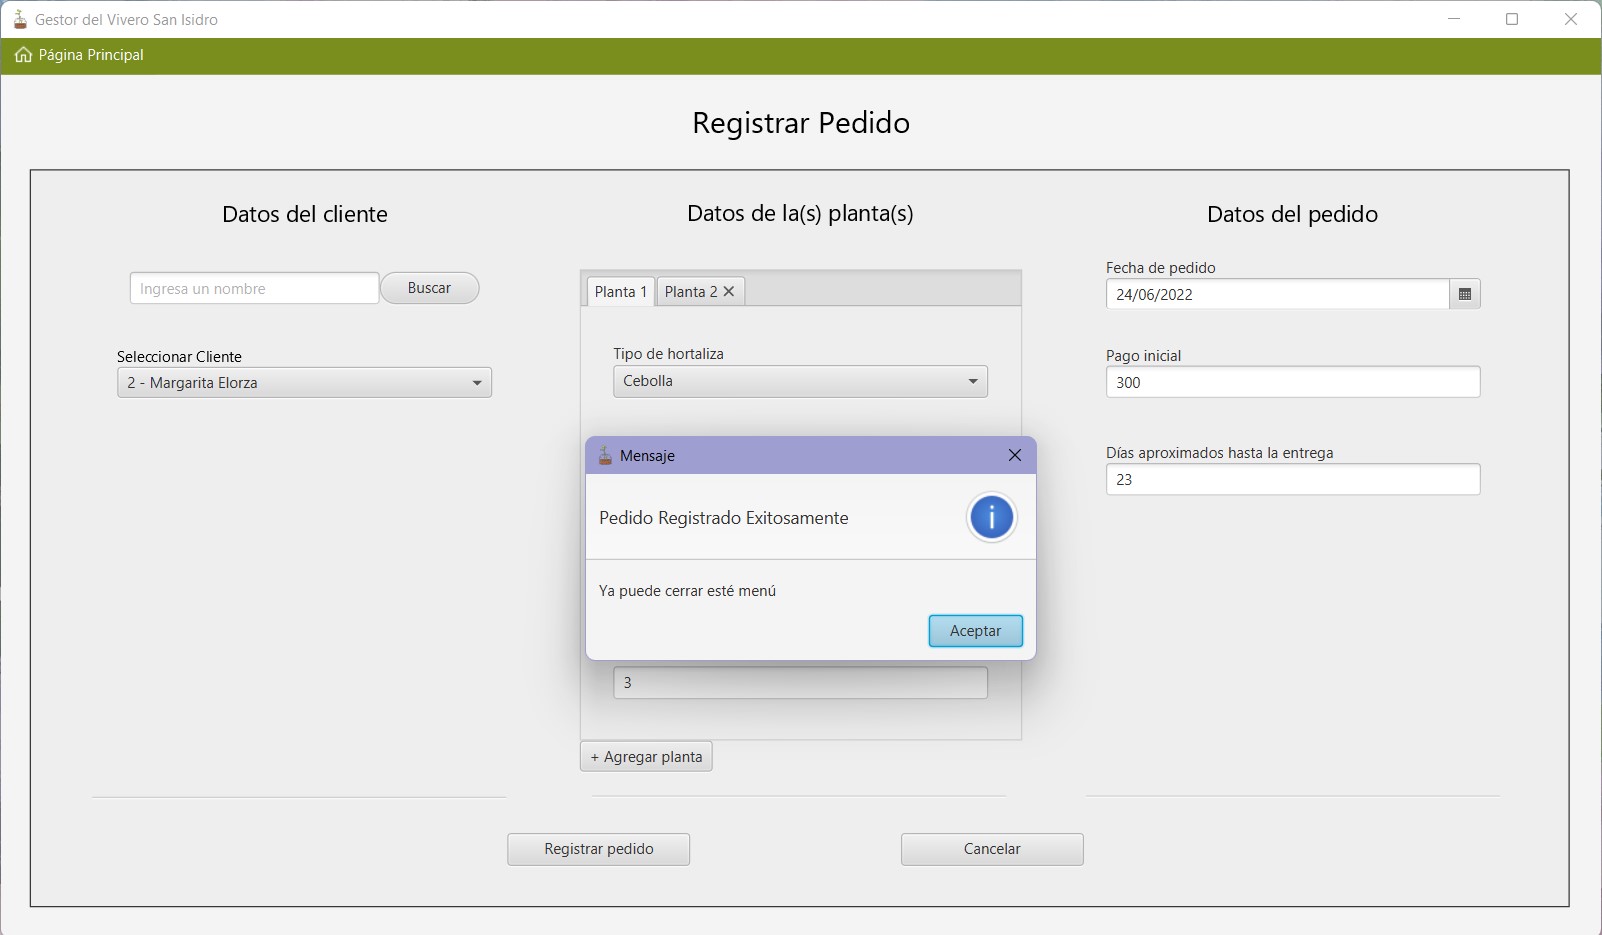 Gestor del Vivero San Isidro
Página Principal
Registrar Pedido
Datos del cliente
Ingresa un nombre
Buscar
Seleccionar Cliente
2 - Margarita Elorza
Datos de la(s) planta(s)
Planta 1
Planta 2
Tipo de hortaliza
Cebolla
Mensaje
Pedido Registrado Exitosamente
i
Ya puede cerrar esté menú
Aceptar
3
+ Agregar planta
Datos del pedido
Fecha de pedido
24/06/2022
Pago inicial
300
Días aproximados hasta la entrega
23
Registrar pedido
Cancelar